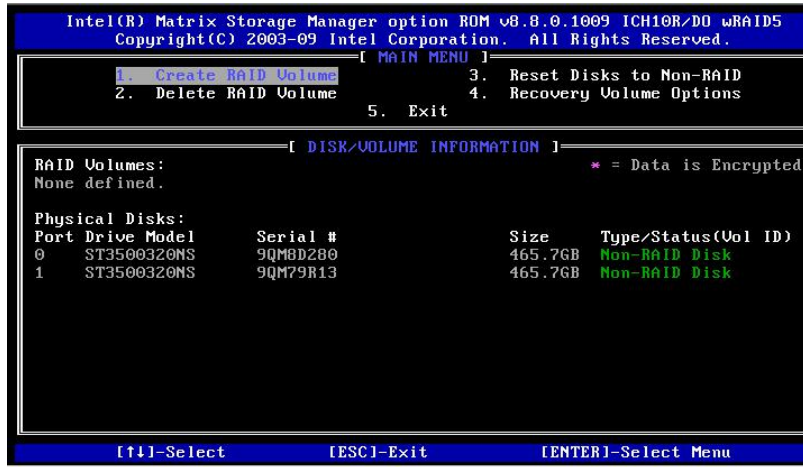 Intel(R) Matrix Storage Manager option ROM v8.8.0.1009 ICH10R/DO wRAID5
Copyright(C) 2003-09 Intel Corporation.  All Rights Reserved.
[ MAIN MENU ]
1.  Create RAID Volume    3.  Reset Disks to Non-RAID
2.  Delete RAID Volume    4.  Recovery Volume Options
5.  Exit
[ DISK/VOLUME INFORMATION ]
RAID Volumes:    * = Data is Encrypted
None defined.
Physical Disks:
Port Drive Model    Serial #    Size    Type/Status(Vol ID)
0    ST3500320NS    9QM8D280    465.7GB    Non-RAID Disk
1    ST3500320NS    9QM79R13    465.7GB    Non-RAID Disk
[↑↓]-Select    [ESC]-Exit    [ENTER]-Select Menu